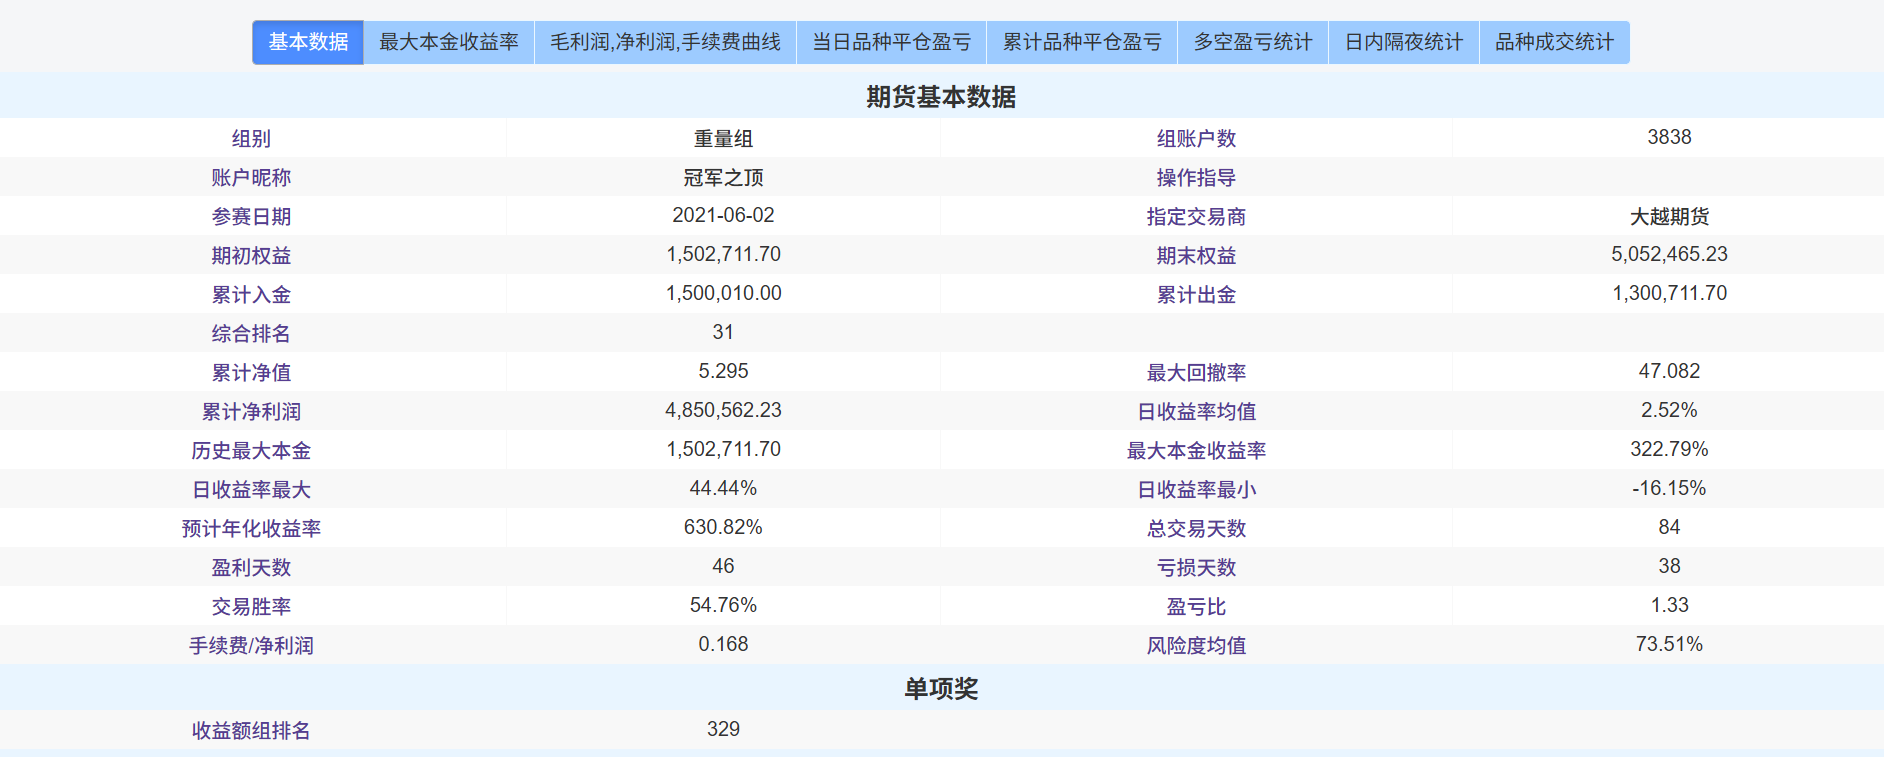 基本数据 最大本金收益率 毛利润,净利润,手续费曲线 当日品种平仓盈亏 累计品种平仓盈亏 多空盈亏统计 日内隔夜统计 品种成交统计
期货基本数据
组别 重量组 组账户数 3838
账户昵称 冠军之顶 操作指导
参赛日期 2021-06-02 指定交易商 大越期货
期初权益 1,502,711.70 期末权益 5,052,465.23
累计入金 1,500,010.00 累计出金 1,300,711.70
综合排名 31
累计净值 5.295 最大回撤率 47.082
累计净利润 4,850,562.23 日收益率均值 2.52%
历史最大本金 1,502,711.70 最大本金收益率 322.79%
日收益率最大 44.44% 日收益率最小 -16.15%
预计年化收益率 630.82% 总交易天数 84
盈利天数 46 亏损天数 38
交易胜率 54.76% 盈亏比 1.33
手续费/净利润 0.168 风险度均值 73.51%
单项奖
收益额组排名 329